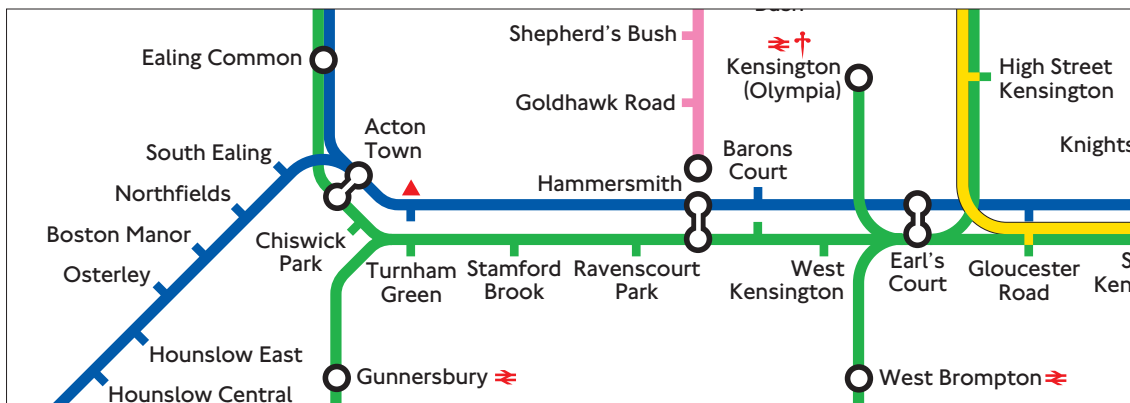 Shepherd's Bush
Ealing Common
Kensington
(Olympia)
High Street
Kensington
Goldhawk Road
Acton
Town
Barons
Court
Knights
South Ealing
Hammersmith
Northfields
Boston Manor
Chiswick
Park
Osterley
Turnham
Green
Stamford
Brook
Ravenscourt
Park
West
Kensington
Earl's
Court
Gloucester
Road
S
Ken
Hounslow East
Gunnersbury
West Brompton
Hounslow Central